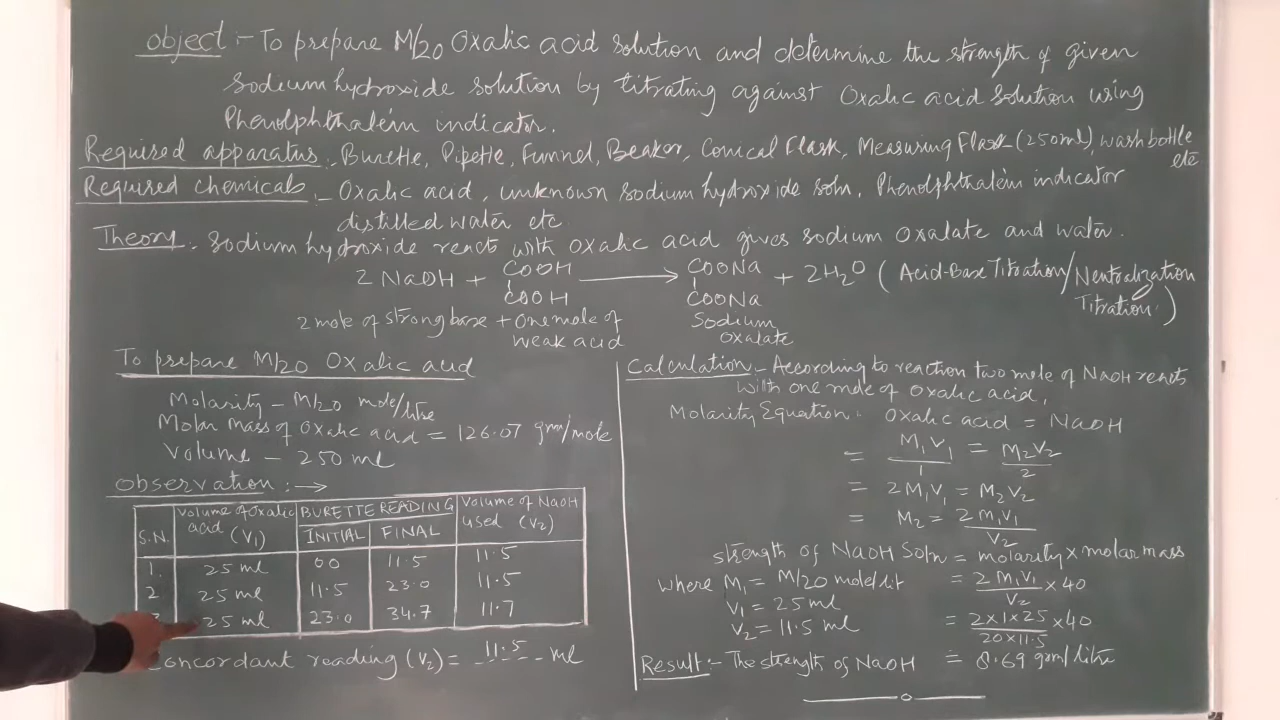 Object :- To prepare M/20 Oxalic acid solution and determine the strength of given
sodium hydroxide solution by titrating against Oxalic acid solution using
Phenolphthalein indicator.
Required apparatus - Burette, Pipette, Funnel, Beaker, Conical Flask, Measuring Flask (250ml), wash bottle
etc
Required chemicals - Oxalic acid, unknown sodium hydroxide soln, Phenolphthalein indicator
distilled water etc.
Theory - Sodium hydroxide reacts with oxalic acid gives sodium oxalate and water.
2 NaOH + COOH → COONa + 2H2O (Acid-Base Titration/Neutralization
COOH COONa Titration.)
2 mole of strong base + One mole of Sodium
weak acid oxalate
To prepare M/20 Oxalic acid
Molarity - M/20 mole/litre
Molar mass of Oxalic acid = 126.07 gm/mole
Volume - 250 ml
Observation :→
S.N. Volume of Oxalic acid (V1) BURETTE READING Volume of NaOH used (V2)
INITIAL FINAL
1. 25 ml 00 11.5 11.5
2 25 ml 11.5 23.0 11.5
25 ml 23.0 34.7 11.7
Concordant reading (V2) = 11.5 ml
Calculation - According to reaction two mole of NaOH reacts
with one mole of oxalic acid.
Molarity Equation: Oxalic acid = NaOH
= M1V1/1 = M2V2/2
= 2M1V1 = M2V2
= M2 = 2M1V1/V2
strength of NaOH Soln = molarity x molar mass
where M1 = M/20 mole/lit = 2M1V1/V2 x 40
V1 = 25 ml
V2 = 11.5 ml = 2x1x25/20x11.5 x 40
Result :- The strength of NaOH = 8.69 gm/litre